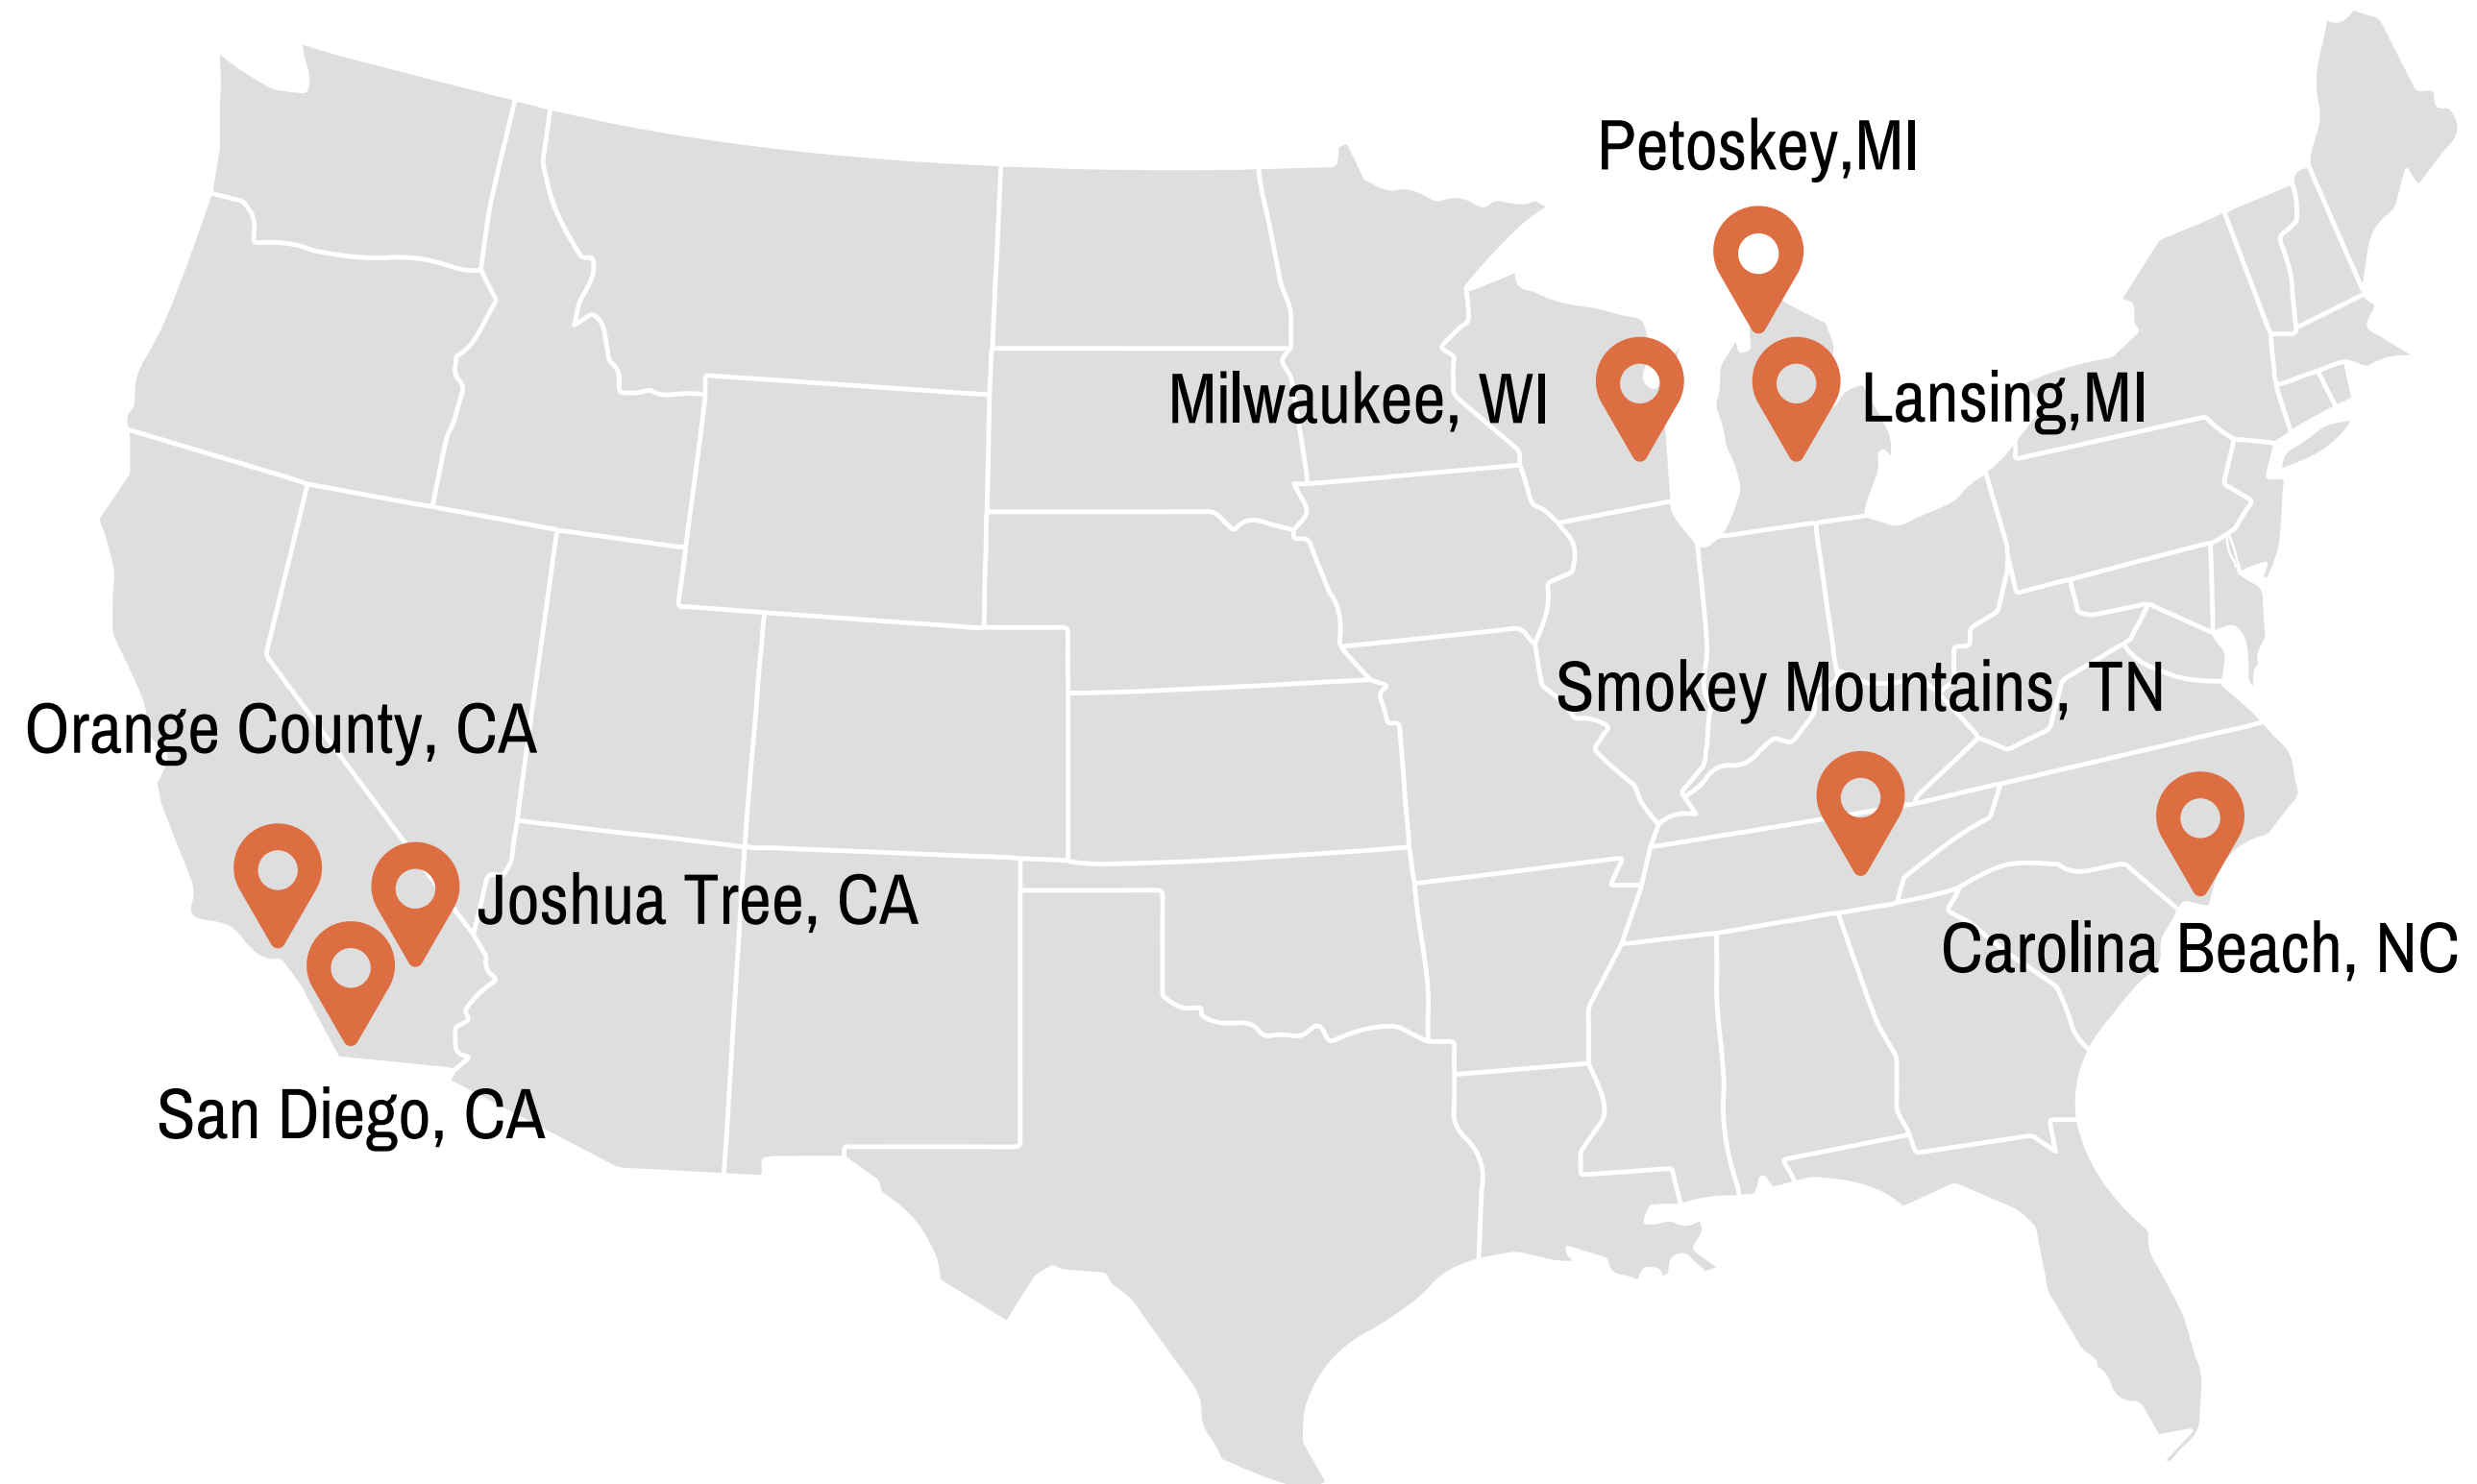 Petoskey,MI
Milwaukee, WI
Lansing,MI
Smokey Mountains, TN
Orange County, CA
Joshua Tree, CA
Carolina Beach, NC
San Diego, CA